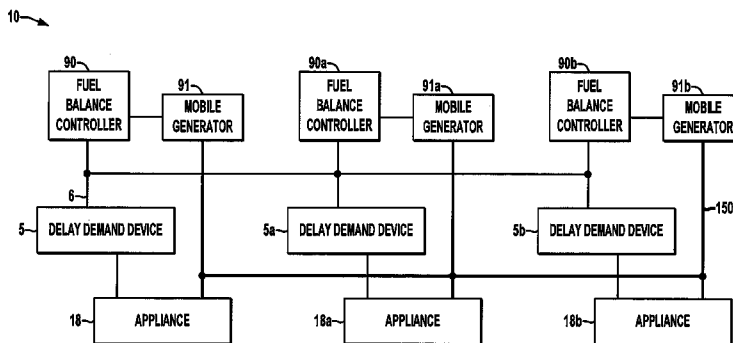 10
90
FUEL
BALANCE
CONTROLLER
91
MOBILE
GENERATOR
90a
FUEL
BALANCE
CONTROLLER
91a
MOBILE
GENERATOR
90b
FUEL
BALANCE
CONTROLLER
91b
MOBILE
GENERATOR
6
150
5
DELAY DEMAND DEVICE
5a
DELAY DEMAND DEVICE
5b
DELAY DEMAND DEVICE
18
APPLIANCE
18a
APPLIANCE
18b
APPLIANCE